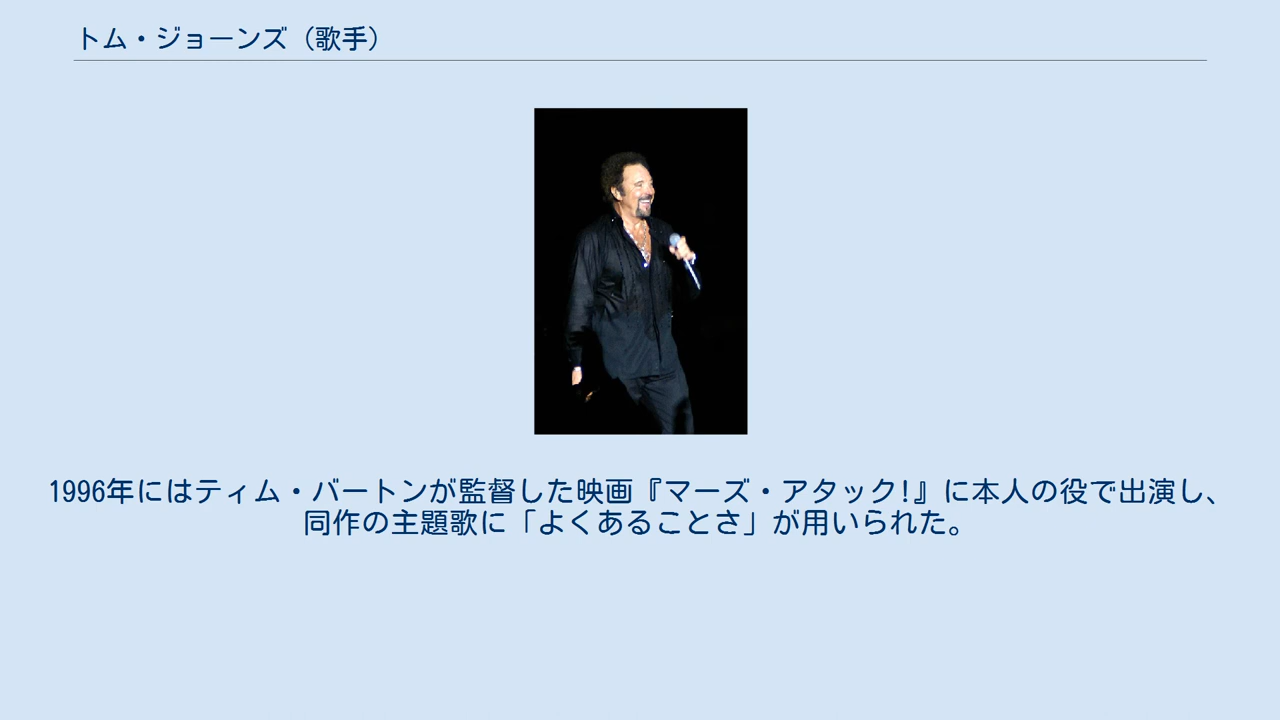 トム・ジョーンズ（歌手）
1996年にはティム・バートンが監督した映画『マーズ・アタック!』に本人の役で出演し、
同作の主題歌に「よくあることさ」が用いられた。